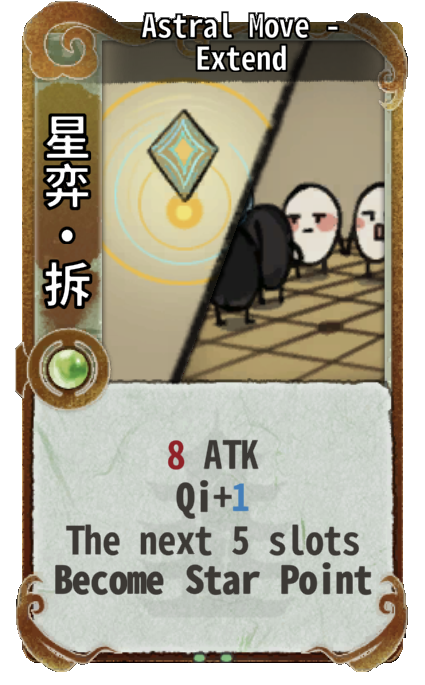 Astral Move -
Extend
星弈・拆
8 ATK
Qi+1
The next 5 slots
Become Star Point